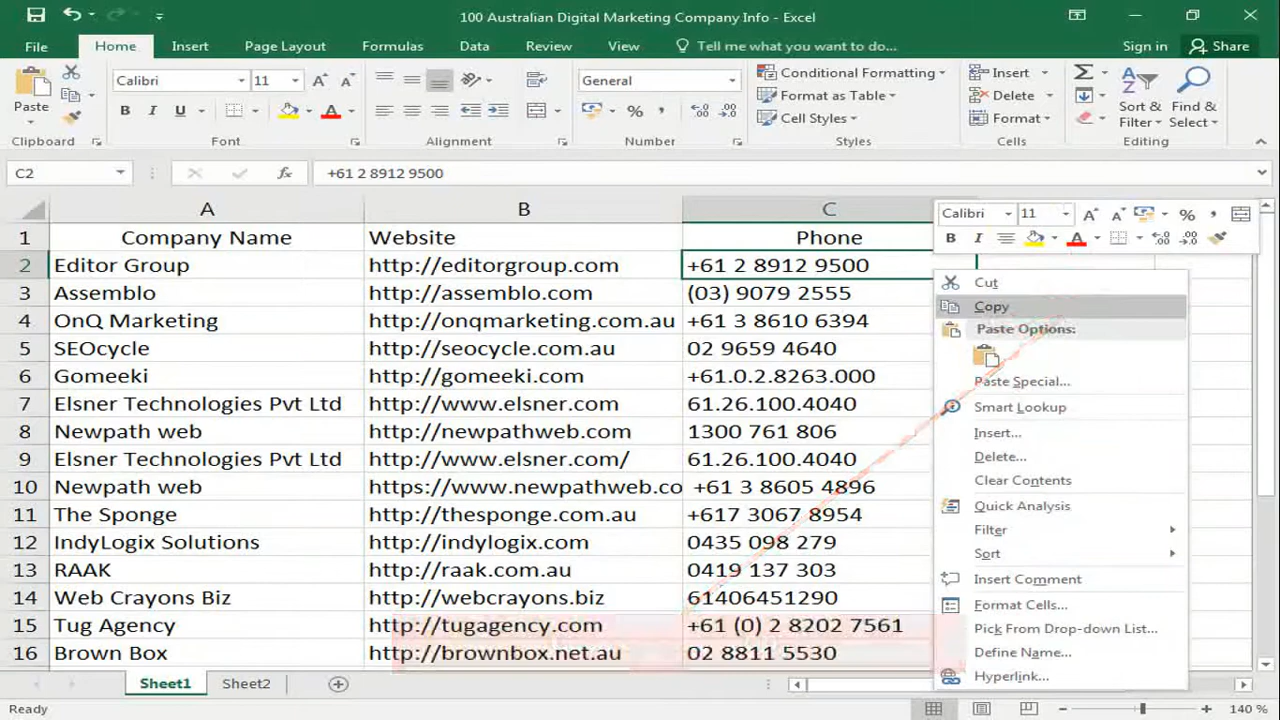 100 Australian Digital Marketing Company Info - Excel
File Home Insert Page Layout Formulas Data Review View Tell me what you want to do... Sign in Share
Paste Calibri 11 General Conditional Formatting Insert
Format as Table Delete Sort & Find &
B I U % Cell Styles Format Filter Select
Clipboard Font Alignment Number Styles Cells Editing
C2 fx +61 2 8912 9500
A B C
1 Company Name Website Phone
2 Editor Group http://editorgroup.com +61 2 8912 9500
3 Assemblo http://assemblo.com (03) 9079 2555
4 OnQ Marketing http://onqmarketing.com.au +61 3 8610 6394
5 SEOcycle http://seocycle.com.au 02 9659 4640
6 Gomeeki http://gomeeki.com +61.0.2.8263.000
7 Elsner Technologies Pvt Ltd http://www.elsner.com 61.26.100.4040
8 Newpath web http://newpathweb.com 1300 761 806
9 Elsner Technologies Pvt Ltd http://www.elsner.com/ 61.26.100.4040
10 Newpath web https://www.newpathweb.co +61 3 8605 4896
11 The Sponge http://thesponge.com.au +617 3067 8954
12 IndyLogix Solutions http://indylogix.com 0435 098 279
13 RAAK http://raak.com.au 0419 137 303
14 Web Crayons Biz http://webcrayons.biz 61406451290
15 Tug Agency http://tugagency.com +61 (0) 2 8202 7561
16 Brown Box http://brownbox.net.au 02 8811 5530
Calibri 11 %
B I A
Cut
Copy
Paste Options:
Paste Special...
Smart Lookup
Insert...
Delete...
Clear Contents
Quick Analysis
Filter
Sort
Insert Comment
Format Cells...
Pick From Drop-down List...
Define Name...
Hyperlink...
Sheet1 Sheet2
Ready 140 %